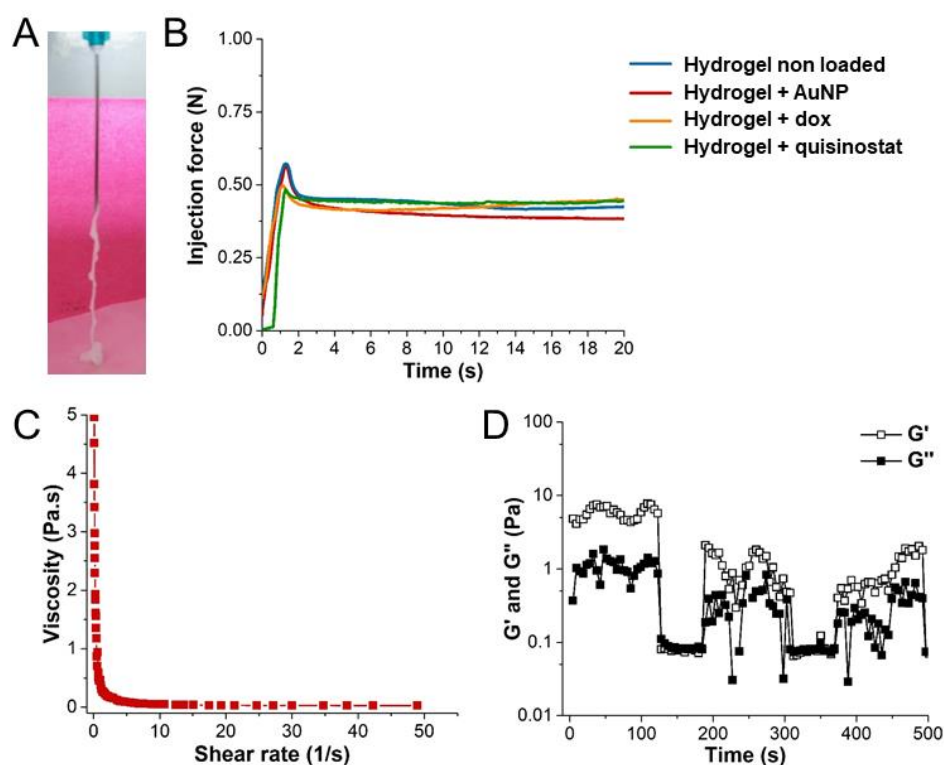 A
B
1.00
0.75
0.50
0.25
0.00
Injection force (N)
0 2 4 6 8 10 12 14 16 18 20
Time (s)
Hydrogel non loaded
Hydrogel + AuNP
Hydrogel + dox
Hydrogel + quisinostat
C
5
4
3
2
1
0
Viscosity (Pa.s)
0 10 20 30 40 50
Shear rate (1/s)
D
100
10
1
0.1
0.01
G' and G" (Pa)
0 100 200 300 400 500
Time (s)
G'
G"